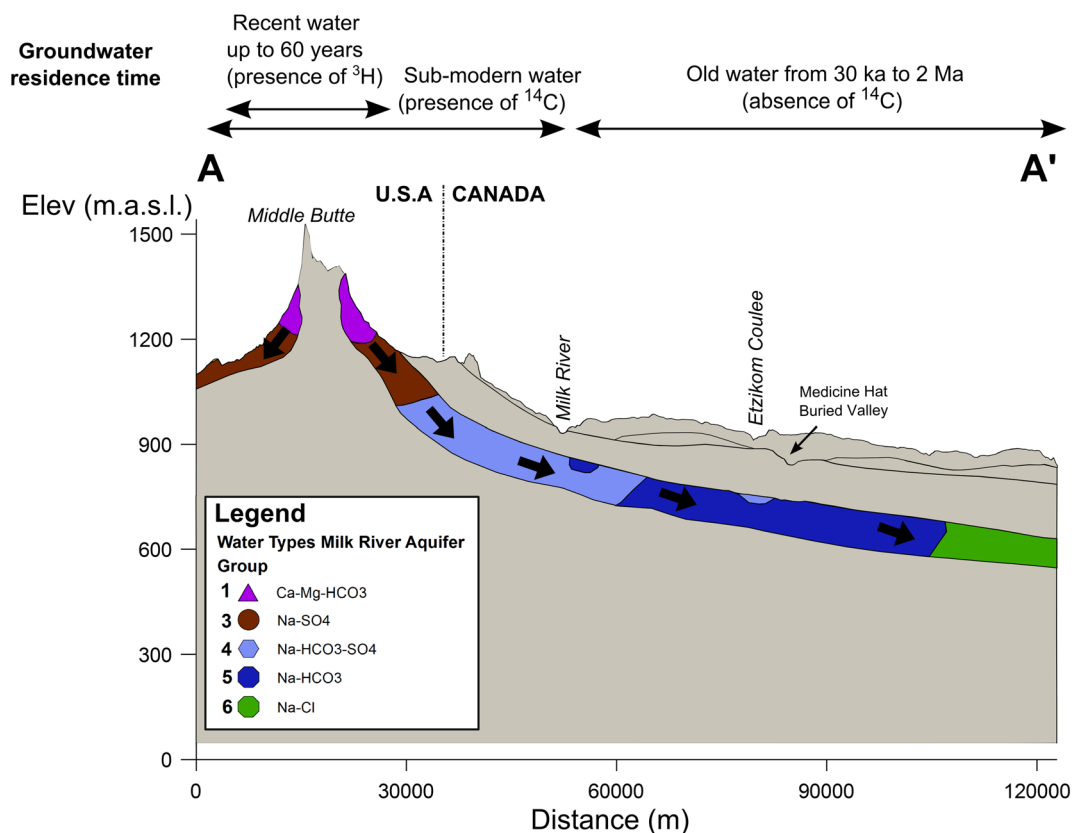 Groundwater
residence time
Recent water
up to 60 years
(presence of ³H)
Sub-modern water
(presence of ¹⁴C)
Old water from 30 ka to 2 Ma
(absence of ¹⁴C)
A
A'
U.S.A
CANADA
Elev (m.a.s.l.)
Middle Butte
Milk River
Etzikom Coulee
Medicine Hat
Buried Valley
1500
1200
900
600
300
0
Legend
Water Types Milk River Aquifer
Group
1 Ca-Mg-HCO3
3 Na-SO4
4 Na-HCO3-SO4
5 Na-HCO3
6 Na-Cl
0
30000
60000
90000
120000
Distance (m)